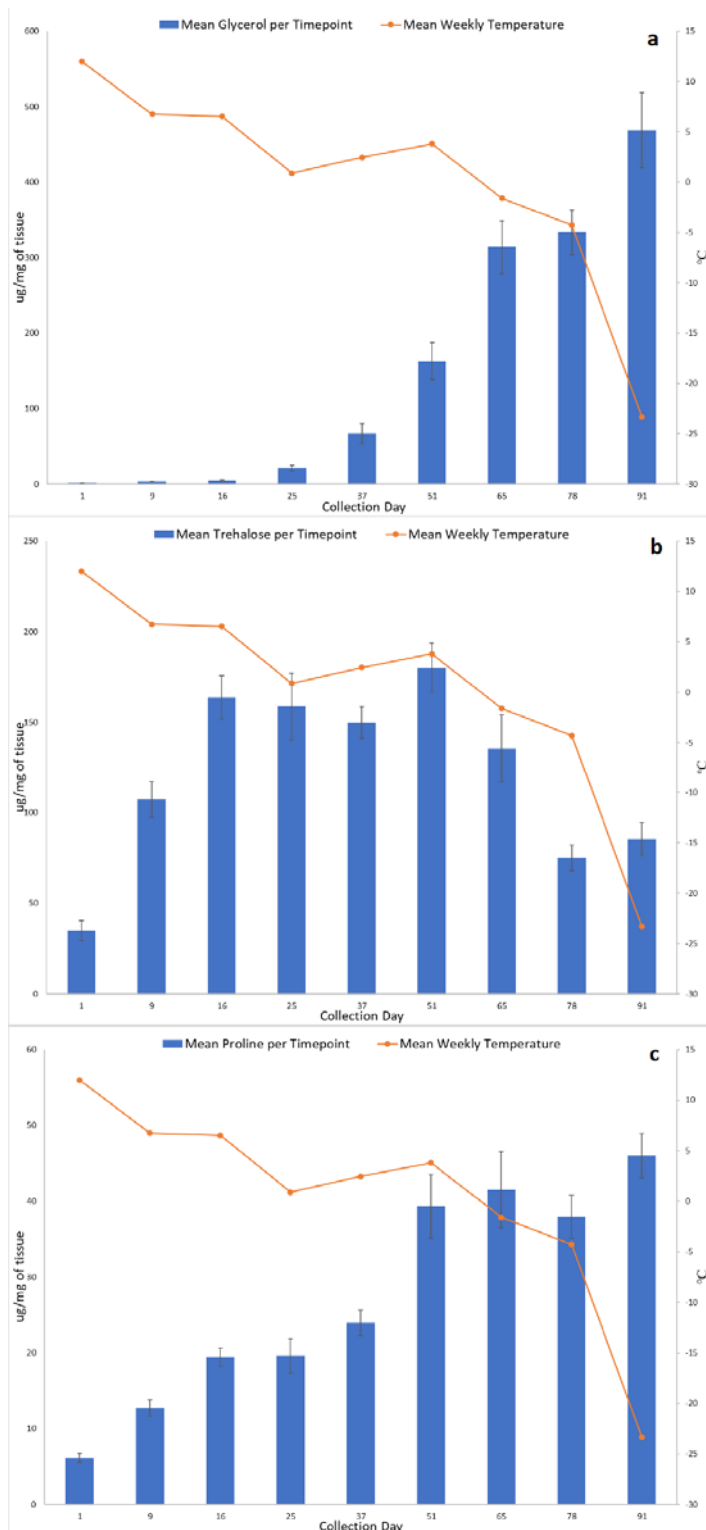 Mean Glycerol per Timepoint Mean Weekly Temperature
a
600
500
400
300
200
100
0
15
10
5
0
-5
-10
-15
-20
-25
-30
ug/mg of tissue
°C
1 9 16 25 37 51 65 78 91
Collection Day
Mean Trehalose per Timepoint Mean Weekly Temperature
b
250
200
150
100
50
0
15
10
5
0
-5
-10
-15
-20
-25
-30
ug/mg of tissue
°C
1 9 16 25 37 51 65 78 91
Collection Day
Mean Proline per Timepoint Mean Weekly Temperature
c
60
50
40
30
20
10
0
15
10
5
0
-5
-10
-15
-20
-25
-30
ug/mg of tissue
°C
1 9 16 25 37 51 65 78 91
Collection Day